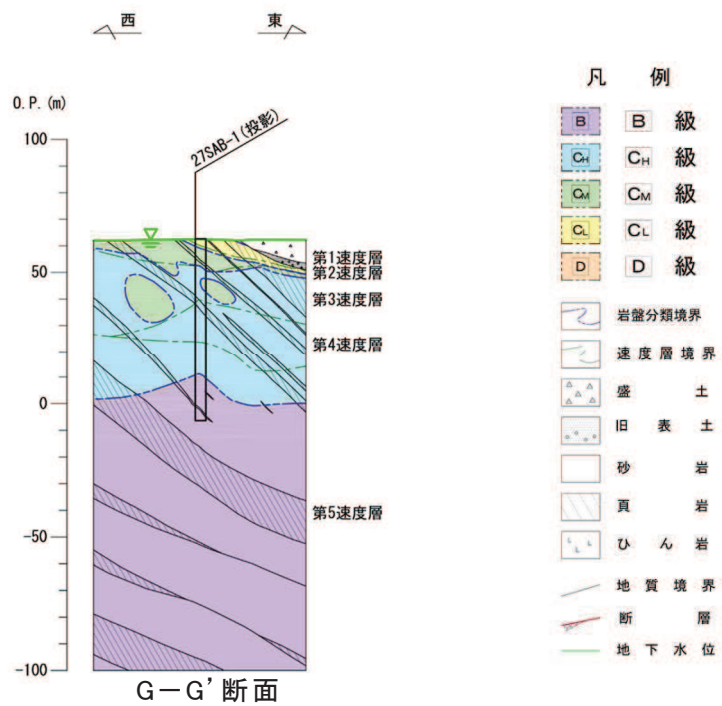 西 東
O.P.(m)
27SAB-1(投影)
100
50
0
-50
-100
第1速度層
第2速度層
第3速度層
第4速度層
第5速度層
G－G’断面
凡 例
B B 級
CH CH 級
CM CM 級
CL CL 級
D D 級
岩盤分類境界
速度層境界
盛 土
旧表土
砂 岩
頁 岩
ひん岩
地質境界
断 層
地下水位